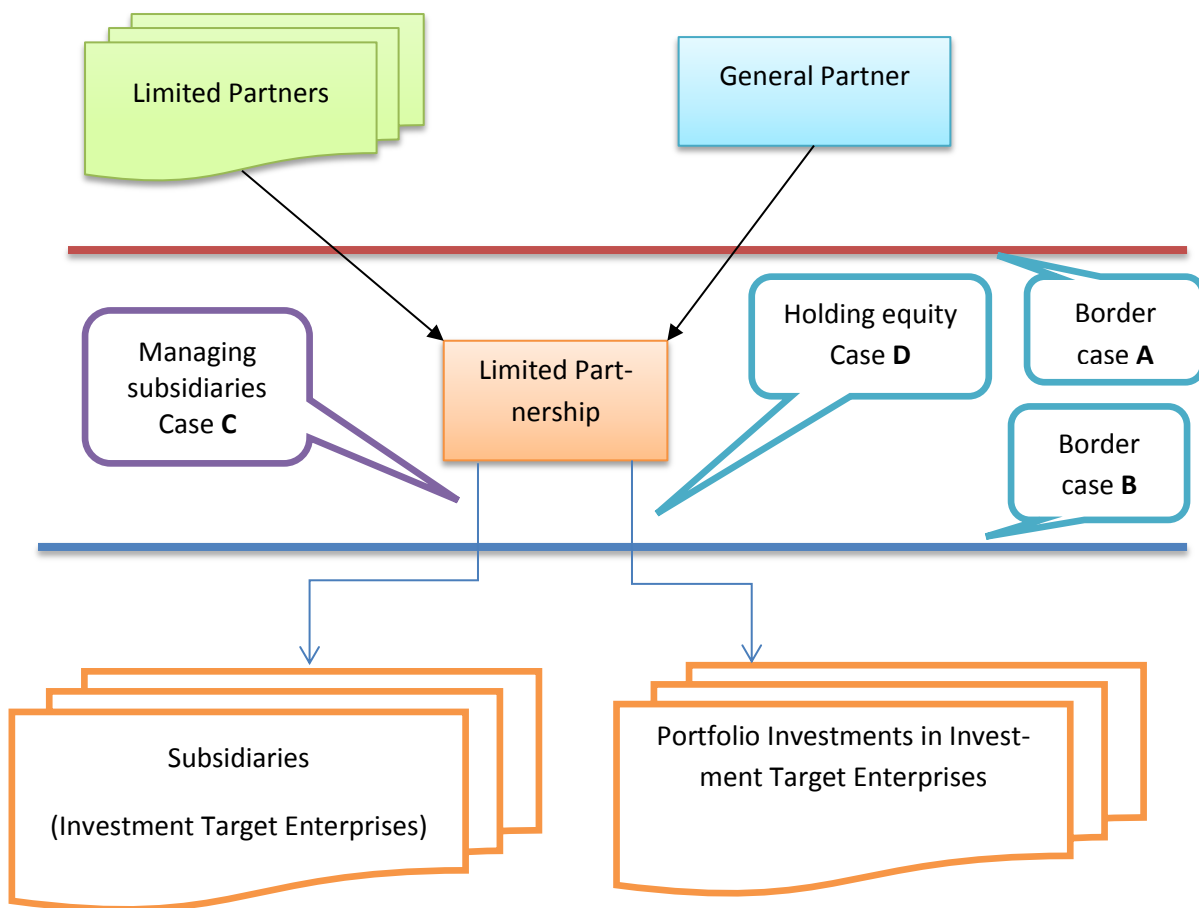 Limited Partners
General Partner
Managing
subsidiaries
Case C
Limited Part-
nership
Holding equity
Case D
Border
case A
Border
case B
Subsidiaries
(Investment Target Enterprises)
Portfolio Investments in Invest-
ment Target Enterprises